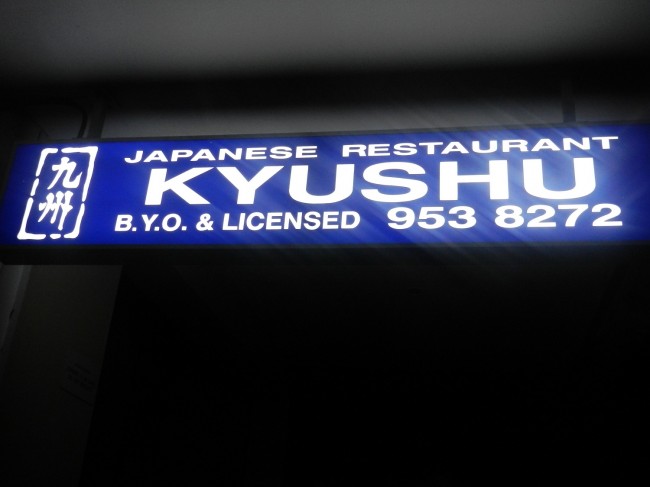 九州
JAPANESE RESTAURANT
KYUSHU
B.Y.O. & LICENSED 953 8272